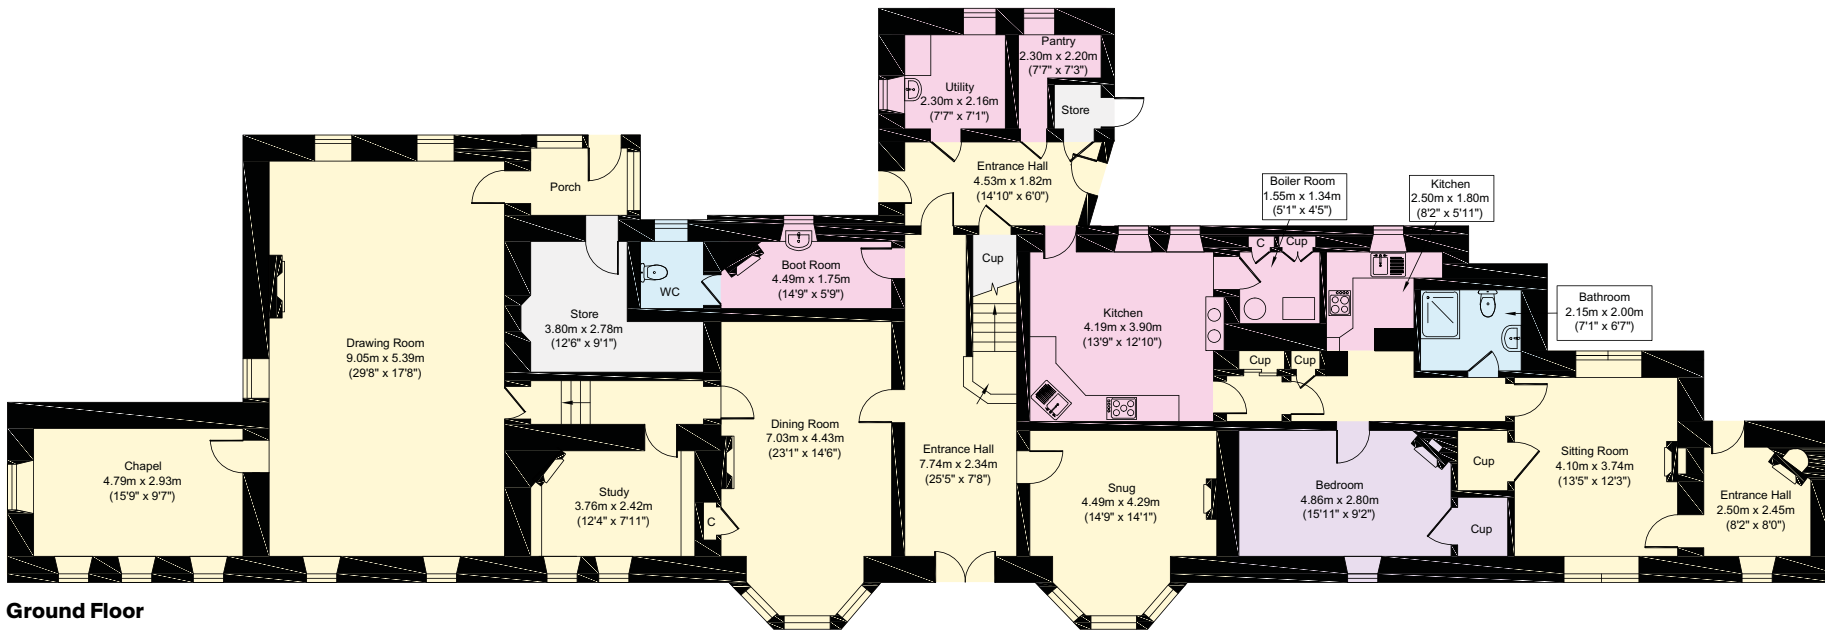 Pantry
2.30m x 2.20m
(7'7" x 7'3")
Utility
2.30m x 2.16m
(7'7" x 7'1")
Store
Entrance Hall
4.53m x 1.82m
(14'10" x 6'0")
Porch
Boiler Room
1.55m x 1.34m
(5'1" x 4'5")
Kitchen
2.50m x 1.80m
(8'2" x 5'11")
C
Cup
Cup
Boot Room
4.49m x 1.75m
(14'9" x 5'9")
WC
Store
3.80m x 2.78m
(12'6" x 9'1")
Kitchen
4.19m x 3.90m
(13'9" x 12'10")
Bathroom
2.15m x 2.00m
(7'1" x 6'7")
Drawing Room
9.05m x 5.39m
(29'8" x 17'8")
Cup
Cup
Dining Room
7.03m x 4.43m
(23'1" x 14'6")
Entrance Hall
7.74m x 2.34m
(25'5" x 7'8")
Chapel
4.79m x 2.93m
(15'9" x 9'7")
Study
3.76m x 2.42m
(12'4" x 7'11")
C
Snug
4.49m x 4.29m
(14'9" x 14'1")
Bedroom
4.86m x 2.80m
(15'11" x 9'2")
Cup
Cup
Sitting Room
4.10m x 3.74m
(13'5" x 12'3")
Entrance Hall
2.50m x 2.45m
(8'2" x 8'0")
Ground Floor